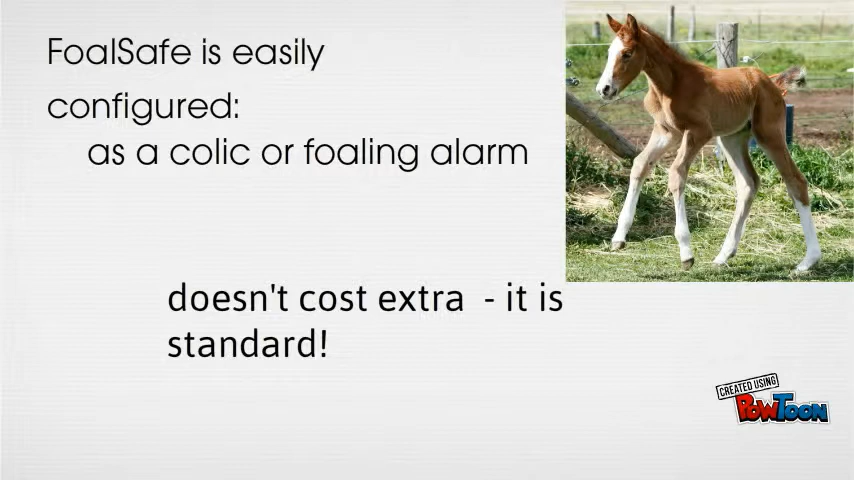 FoalSafe is easily
configured:
as a colic or foaling alarm
doesn't cost extra  - it is
standard!
CREATED USING
POWTOON